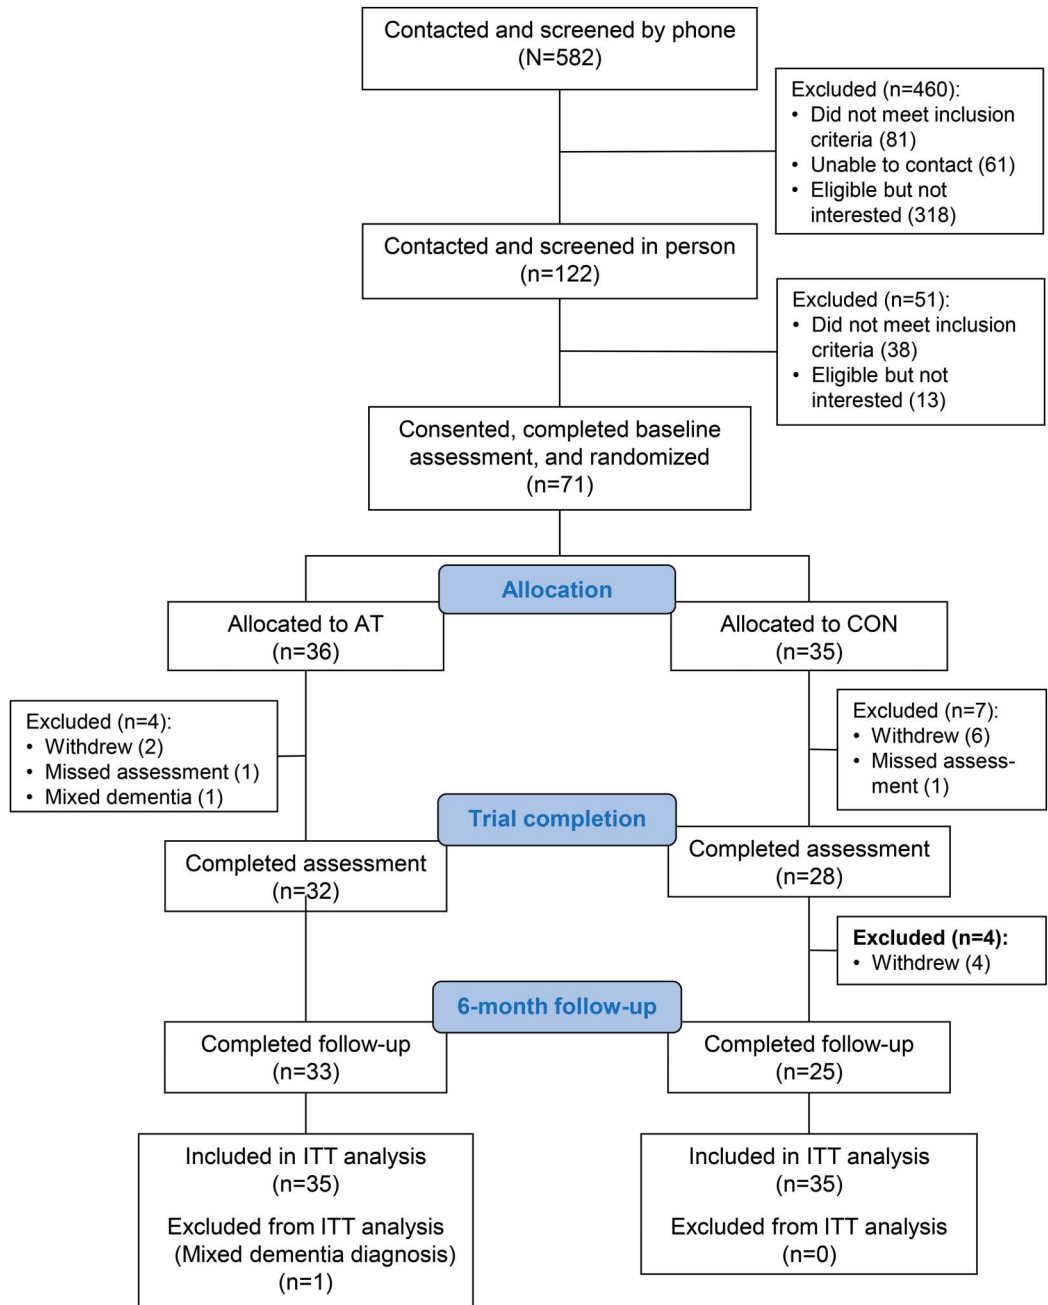 Contacted and screened by phone
(N=582)
Excluded (n=460):
• Did not meet inclusion
criteria (81)
• Unable to contact (61)
• Eligible but not
interested (318)
Contacted and screened in person
(n=122)
Excluded (n=51):
• Did not meet inclusion
criteria (38)
• Eligible but not
interested (13)
Consented, completed baseline
assessment, and randomized
(n=71)
Allocation
Allocated to AT
(n=36)
Allocated to CON
(n=35)
Excluded (n=4):
• Withdrew (2)
• Missed assessment (1)
• Mixed dementia (1)
Excluded (n=7):
• Withdrew (6)
• Missed assess-
ment (1)
Trial completion
Completed assessment
(n=32)
Completed assessment
(n=28)
Excluded (n=4):
• Withdrew (4)
6-month follow-up
Completed follow-up
(n=33)
Completed follow-up
(n=25)
Included in ITT analysis
(n=35)
Excluded from ITT analysis
(Mixed dementia diagnosis)
(n=1)
Included in ITT analysis
(n=35)
Excluded from ITT analysis
(n=0)